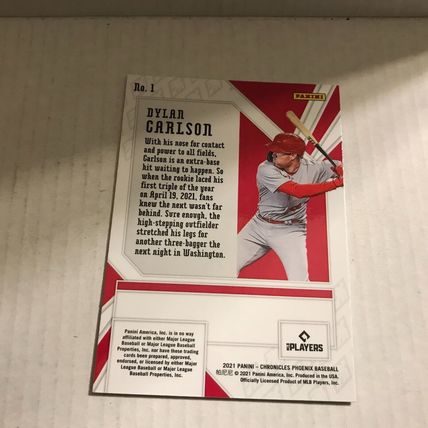 No. 1
PANINI
DYLAN
CARLSON
With his nose for contact
and power to all fields,
Carlson is an extra-base
hit waiting to happen. So
when the rookie laced his
first triple of the year
on April 19, 2021, fans
knew the next wasn't far
behind. Sure enough, the
high-stepping outfielder
stretched his legs for
another three-bagger the
next night in Washington.
Panini America, Inc. is in no way
affiliated with either Major League
Baseball or Major League Baseball
Properties, Inc. nor have these trading
cards been prepared, approved,
endorsed, or licensed by either Major
League Baseball or Major League
Baseball Properties, Inc.
PLAYERS
2021 PANINI – CHRONICLES PHOENIX BASEBALL
帕尼尼 © 2021 Panini America, Inc. Produced in the USA.
Officially Licensed Product of MLB Players, Inc.